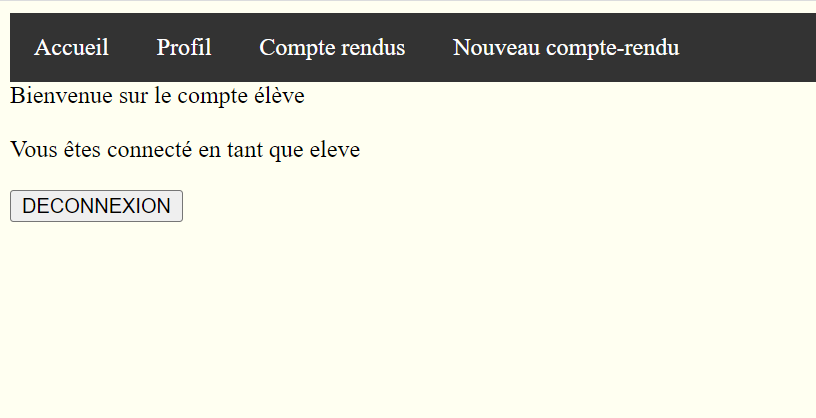 Accueil Profil Compte rendus Nouveau compte-rendu
Bienvenue sur le compte élève
Vous êtes connecté en tant que eleve
DECONNEXION